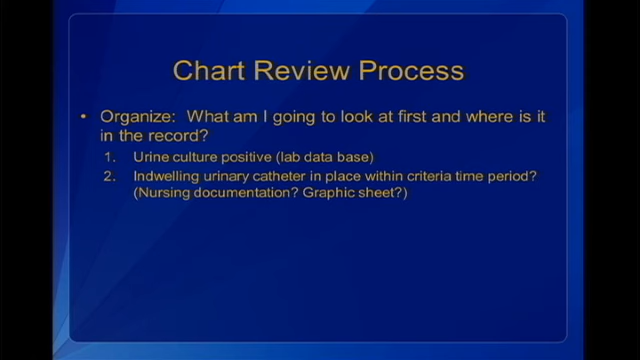 Chart Review Process
• Organize: What am I going to look at first and where is it
in the record?
1. Urine culture positive (lab data base)
2. Indwelling urinary catheter in place within criteria time period?
(Nursing documentation? Graphic sheet?)